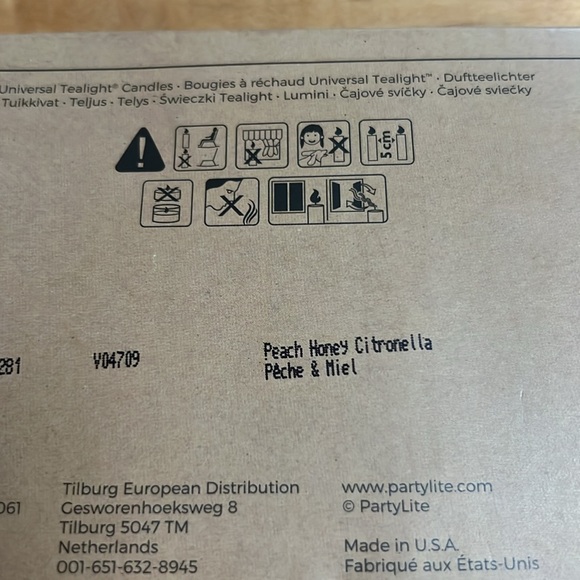 Universal Tealight® Candles · Bougies à réchaud Universal Tealight™ · Duftteelichter
Tuikkivat · Teljus · Telys · Świeczki Tealight · Lumini · Čajové svíčky · Čajové sviečky
5 cm
281
V04709
Peach Honey Citronella
Pêche & Miel
061
Tilburg European Distribution
Gesworenhoeksweg 8
Tilburg 5047 TM
Netherlands
001-651-632-8945
www.partylite.com
© PartyLite
Made in U.S.A.
Fabriqué aux États-Unis